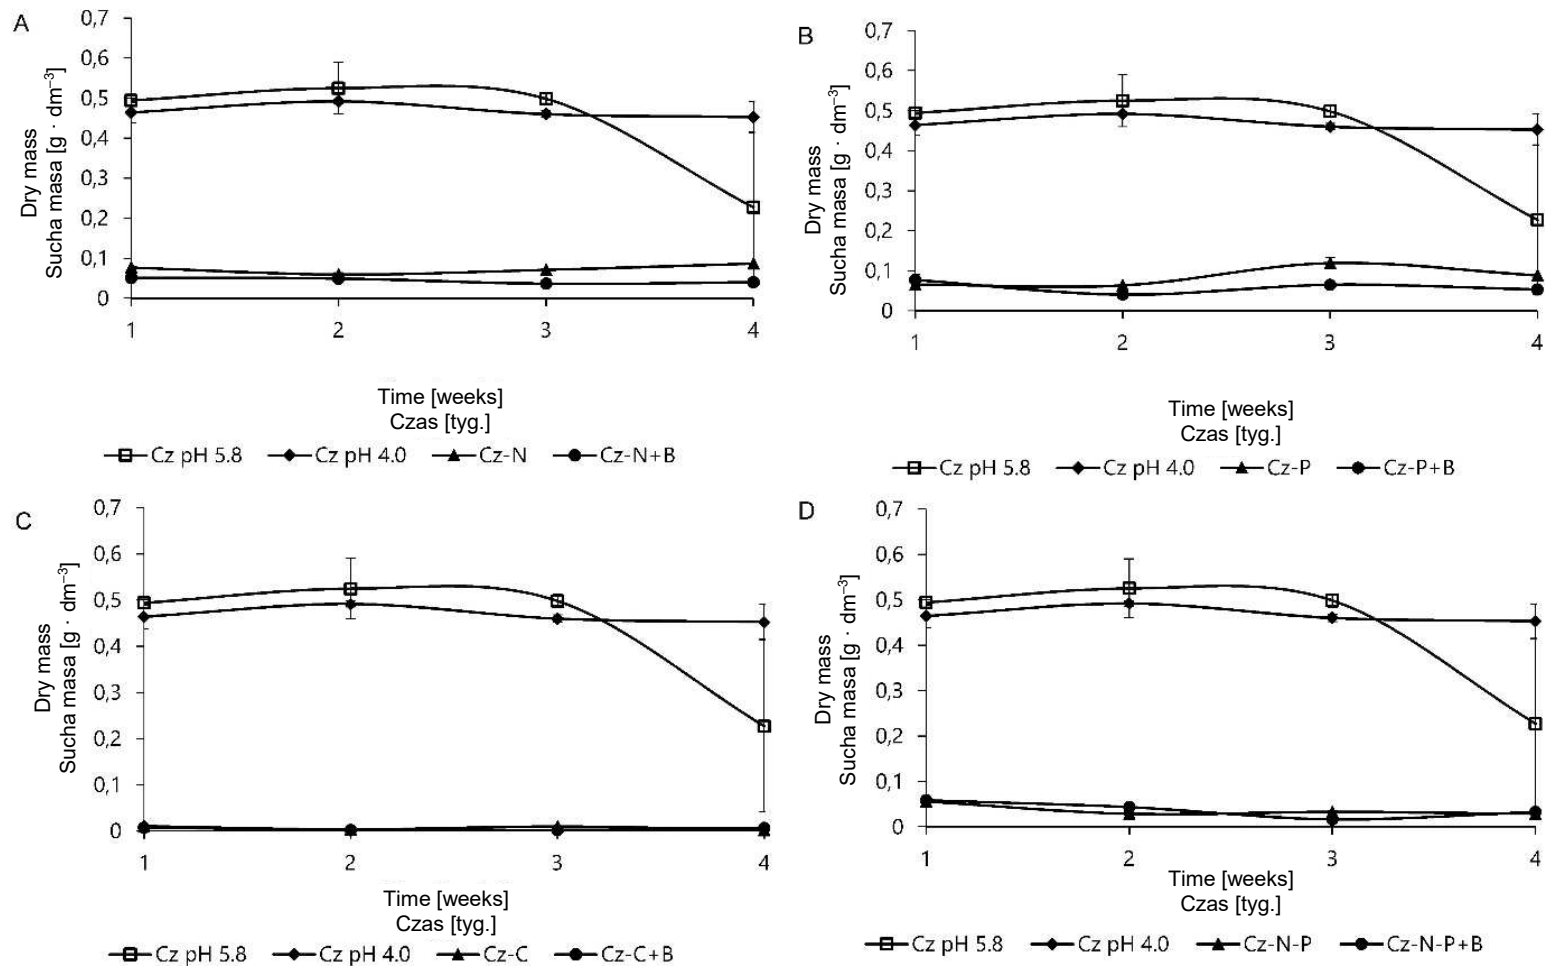 A
Dry mass
Sucha masa [g · dm⁻³]
0,7
0,6
0,5
0,4
0,3
0,2
0,1
0
1 2 3 4
Time [weeks]
Czas [tyg.]
Cz pH 5.8 Cz pH 4.0 Cz-N Cz-N+B
B
Dry mass
Sucha masa [g · dm⁻³]
0,7
0,6
0,5
0,4
0,3
0,2
0,1
0
1 2 3 4
Time [weeks]
Czas [tyg.]
Cz pH 5.8 Cz pH 4.0 Cz-P Cz-P+B
C
Dry mass
Sucha masa [g · dm⁻³]
0,7
0,6
0,5
0,4
0,3
0,2
0,1
0
1 2 3 4
Time [weeks]
Czas [tyg.]
Cz pH 5.8 Cz pH 4.0 Cz-C Cz-C+B
D
Dry mass
Sucha masa [g · dm⁻³]
0,7
0,6
0,5
0,4
0,3
0,2
0,1
0
1 2 3 4
Time [weeks]
Czas [tyg.]
Cz pH 5.8 Cz pH 4.0 Cz-N-P Cz-N-P+B